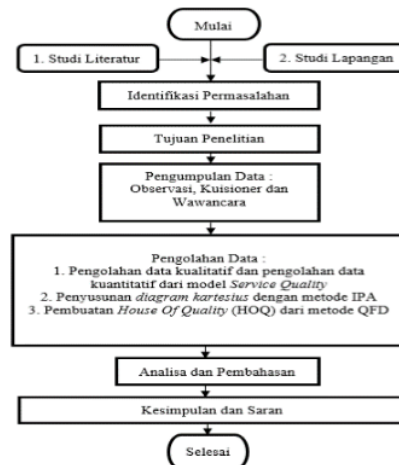 Mulai
1. Studi Literatur
2. Studi Lapangan
Identifikasi Permasalahan
Tujuan Penelitian
Pengumpulan Data :
Observasi, Kuisioner dan
Wawancara
Pengolahan Data :
1. Pengolahan data kualitatif dan pengolahan data
kuantitatif dari model Service Quality
2. Penyusunan diagram kartesius dengan metode IPA
3. Pembuatan House Of Quality (HOQ) dari metode QFD
Analisa dan Pembahasan
Kesimpulan dan Saran
Selesai